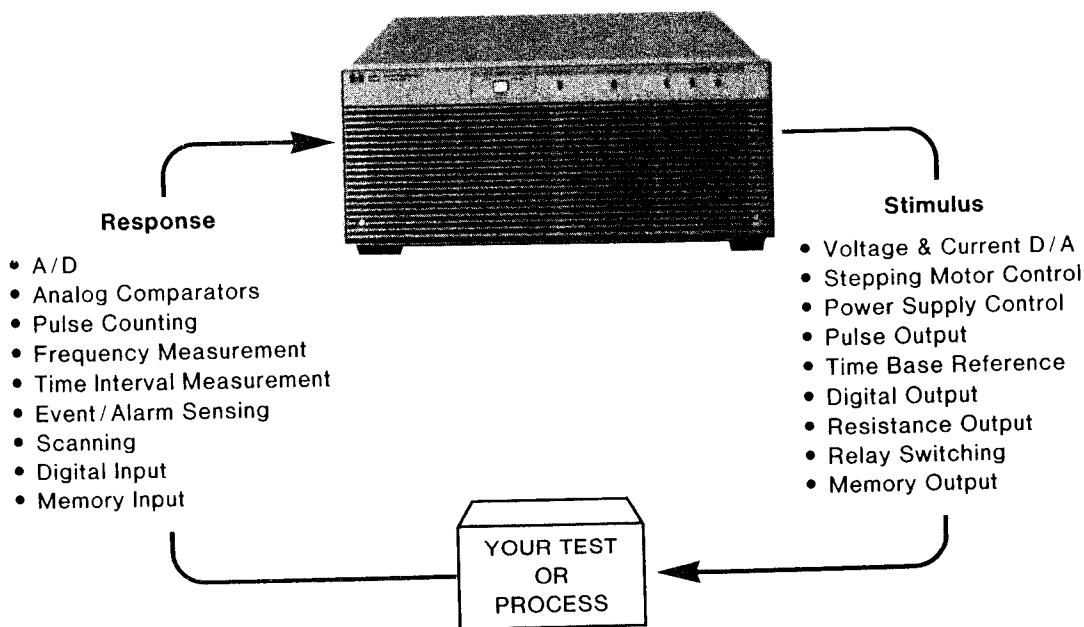 Response
• A/D
• Analog Comparators
• Pulse Counting
• Frequency Measurement
• Time Interval Measurement
• Event/Alarm Sensing
• Scanning
• Digital Input
• Memory Input
Stimulus
• Voltage & Current D/A
• Stepping Motor Control
• Power Supply Control
• Pulse Output
• Time Base Reference
• Digital Output
• Resistance Output
• Relay Switching
• Memory Output
YOUR TEST
OR
PROCESS